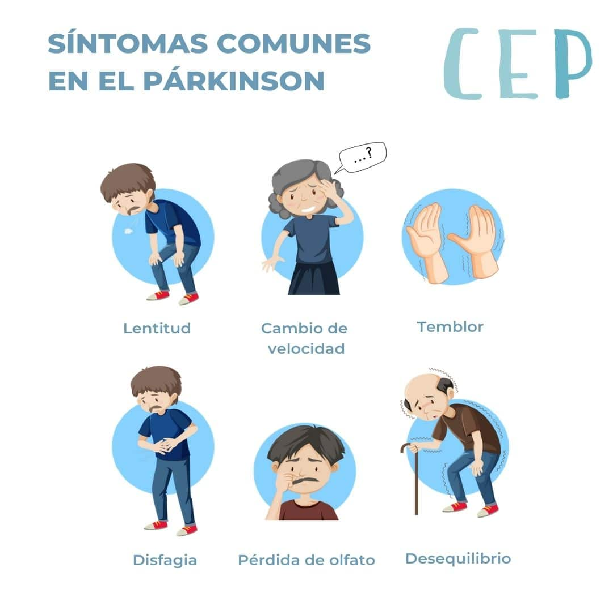 SÍNTOMAS COMUNES
EN EL PÁRKINSON
CEP
...?
Lentitud
Cambio de
velocidad
Temblor
Disfagia
Pérdida de olfato
Desequilibrio